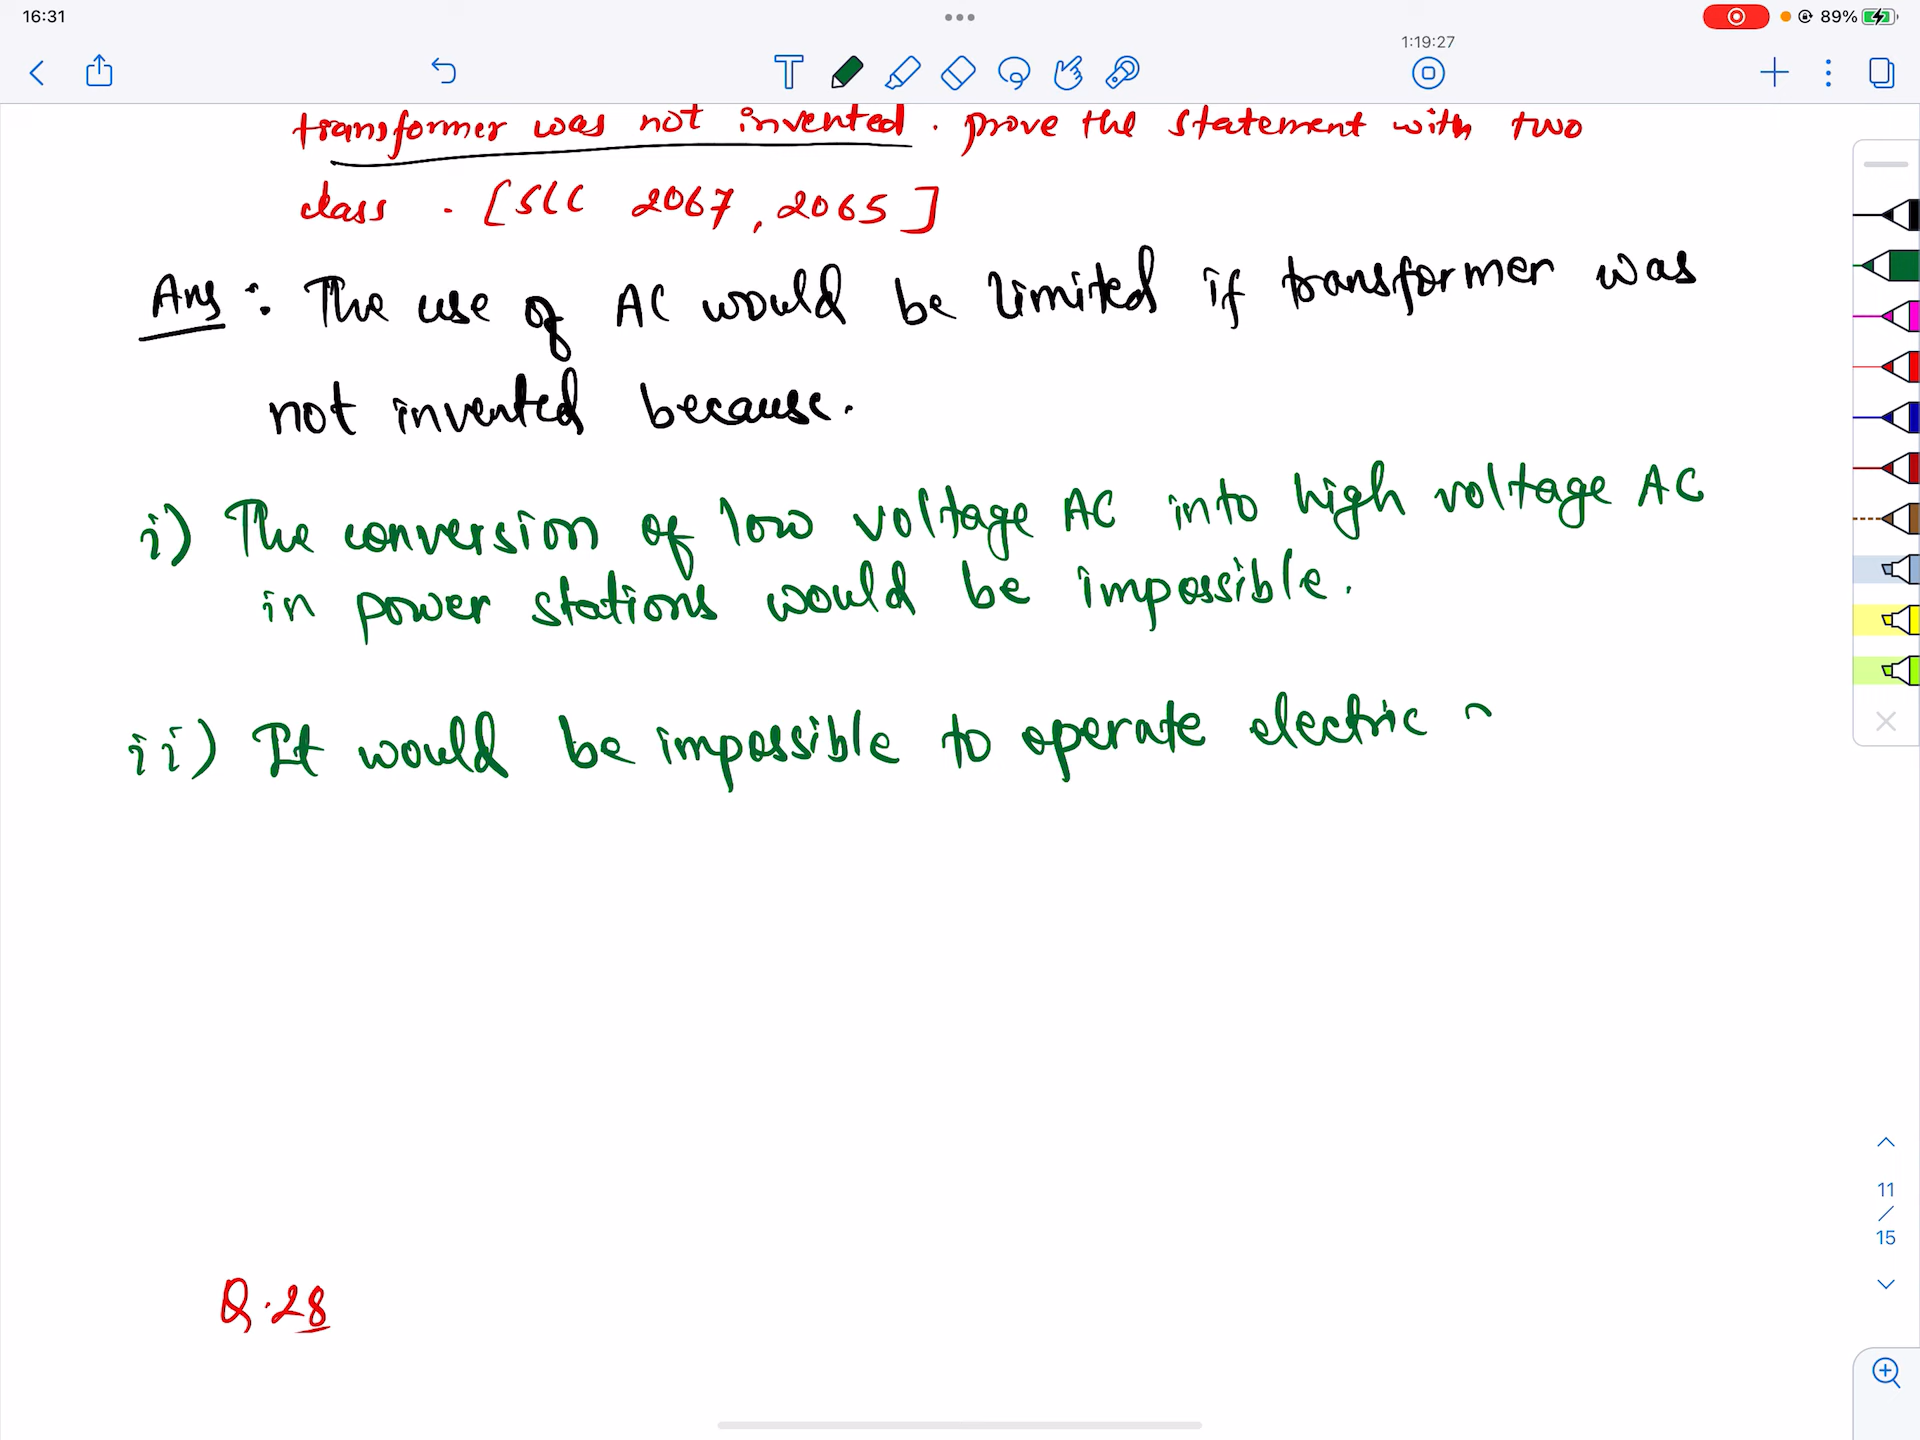 16:31
89%
1:19:27
transformer was not invented. prove the statement with two
class. [SLC 2067, 2065]
Ans: The use of AC would be limited if transformer was
not invented because.
i) The conversion of low voltage AC into high voltage AC
in power stations would be impossible.
ii) It would be impossible to operate electric
11
/
15
Q.28